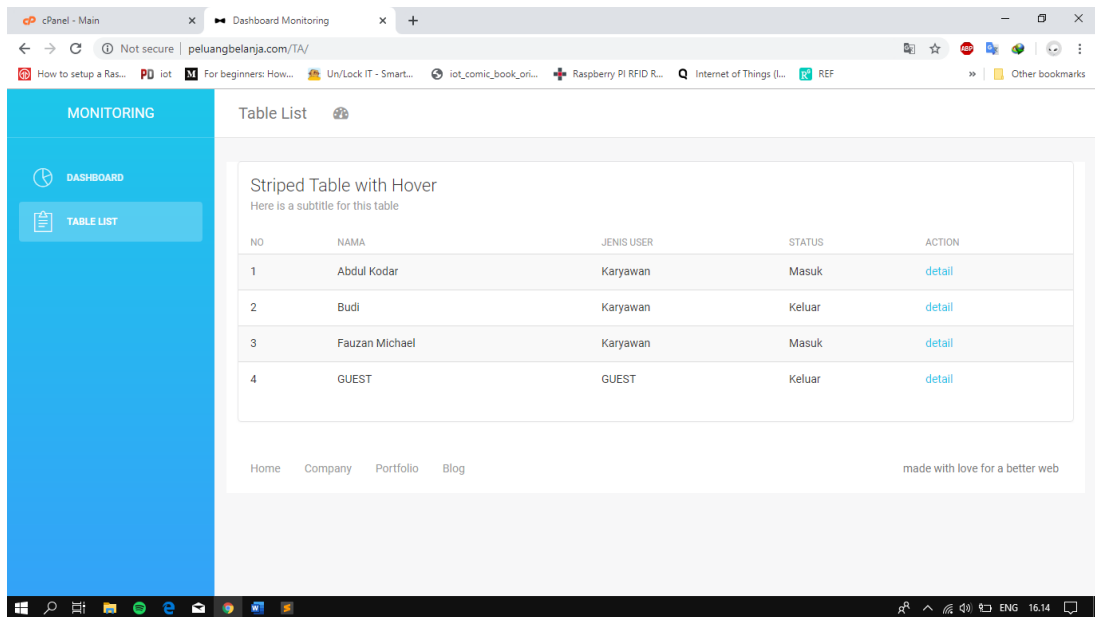 cPanel - Main
Dashboard Monitoring
Not secure | peluangbelanja.com/TA/
How to setup a Ras... iot For beginners: How... Un/Lock IT - Smart... iot_comic_book_ori... Raspberry PI RFID R... Internet of Things (I... REF » Other bookmarks
MONITORING
Table List
DASHBOARD
TABLE LIST
Striped Table with Hover
Here is a subtitle for this table
NO NAMA JENIS USER STATUS ACTION
1 Abdul Kodar Karyawan Masuk detail
2 Budi Karyawan Keluar detail
3 Fauzan Michael Karyawan Masuk detail
4 GUEST GUEST Keluar detail
Home Company Portfolio Blog made with love for a better web
ENG 16.14